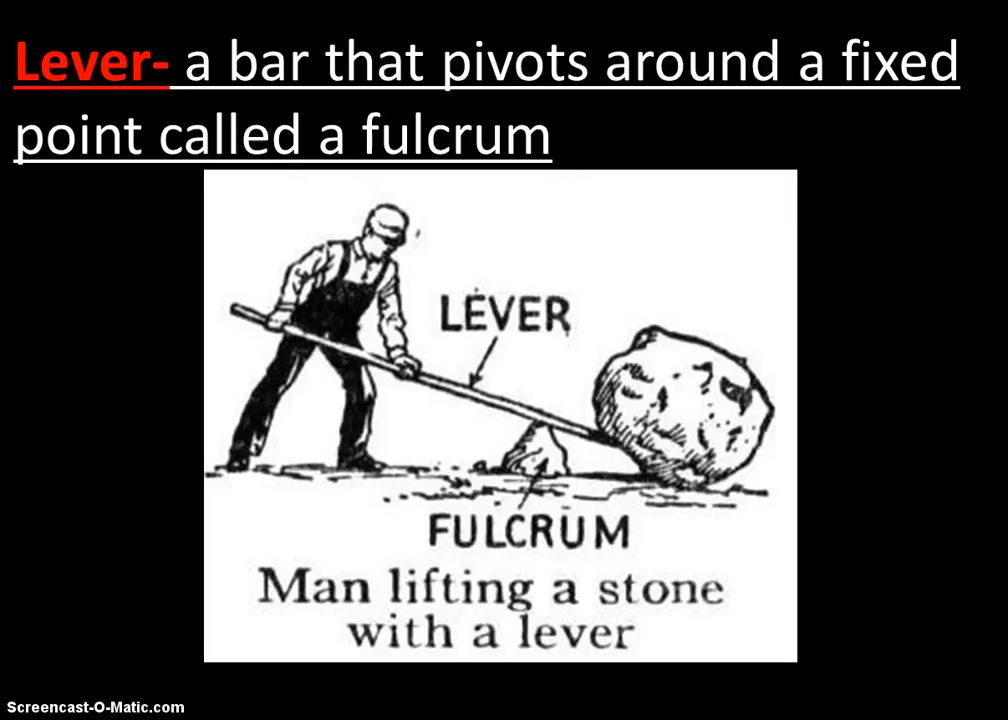 Lever- a bar that pivots around a fixed
point called a fulcrum
LEVER
FULCRUM
Man lifting a stone
with a lever
Screencast-O-Matic.com